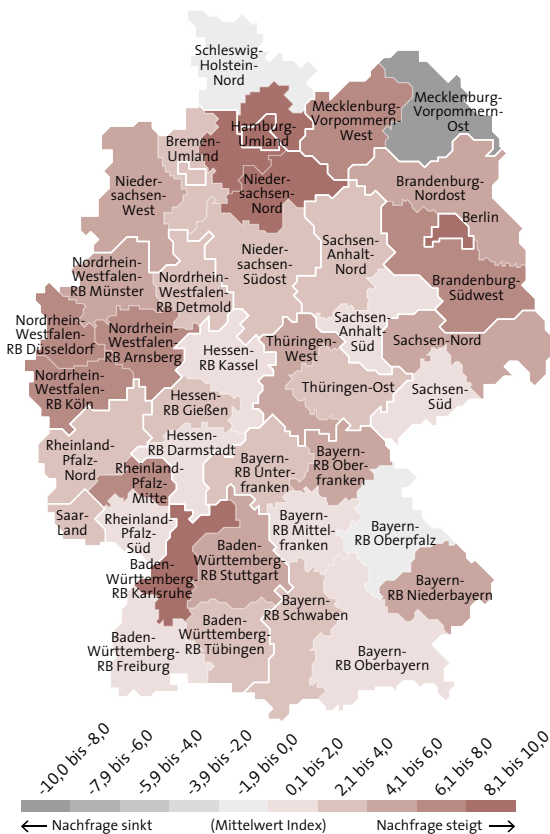 Schleswig-
Holstein-
Nord
Mecklenburg-
Vorpommern-
Ost
Mecklenburg-
Vorpommern-
West
Hamburg-
Umland
Bremen-
Umland
Nieder-
sachsen-
West
Nieder-
sachsen-
Nord
Brandenburg-
Nordost
Berlin
Nieder-
sachsen-
Südost
Sachsen-
Anhalt-
Nord
Brandenburg-
Südwest
Nordrhein-
Westfalen-
RB Münster
Nordrhein-
Westfalen-
RB Detmold
Nordrhein-
Westfalen-
RB Düsseldorf
Nordrhein-
Westfalen-
RB Arnsberg
Hessen-
RB Kassel
Thüringen-
West
Sachsen-
Anhalt-
Süd
Sachsen-Nord
Nordrhein-
Westfalen-
RB Köln
Hessen-
RB Gießen
Thüringen-Ost
Sachsen-
Süd
Rheinland-
Pfalz-
Nord
Hessen-
RB Darmstadt
Rheinland-
Pfalz-
Mitte
Bayern-
RB Unter-
franken
Bayern-
RB Ober-
franken
Saar-
Land
Rheinland-
Pfalz-
Süd
Bayern-
RB Mittel-
franken
Bayern-
RB Oberpfalz
Baden-
Württemberg-
RB Karlsruhe
Baden-
Württemberg-
RB Stuttgart
Bayern-
RB Niederbayern
Bayern-
RB Schwaben
Baden-
Württemberg-
RB Freiburg
Baden-
Württemberg-
RB Tübingen
Bayern-
RB Oberbayern
-10,0 bis -8,0
-7,9 bis -6,0
-5,9 bis -4,0
-3,9 bis -2,0
-1,9 bis 0,0
0,1 bis 2,0
2,1 bis 4,0
4,1 bis 6,0
6,1 bis 8,0
8,1 bis 10,0
← Nachfrage sinkt (Mittelwert Index) Nachfrage steigt →